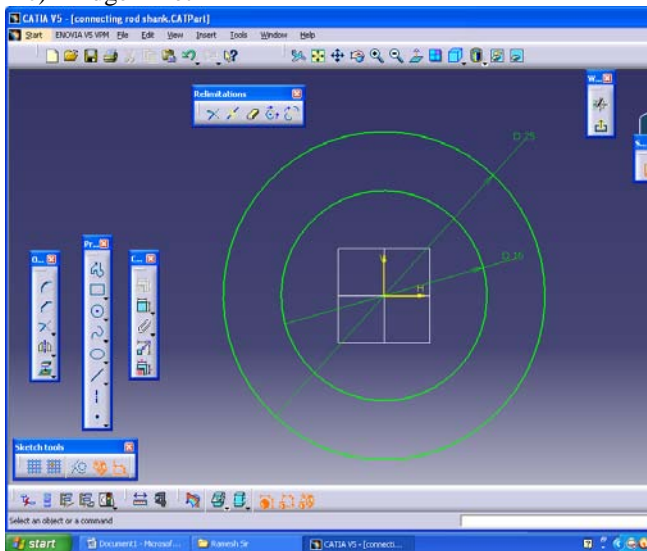 CATIA V5 - [connecting rod shank.CATPart]
Start ENOVIA V5 VPM File Edit View Insert Tools Window Help
Relimitations
W...
S...
D 25
Pr...
O...
C...
D 16
V
H
Sketch tools
Select an object or a command
start Document1 - Microsof... Ramesh Sir CATIA V5 - [connecti...